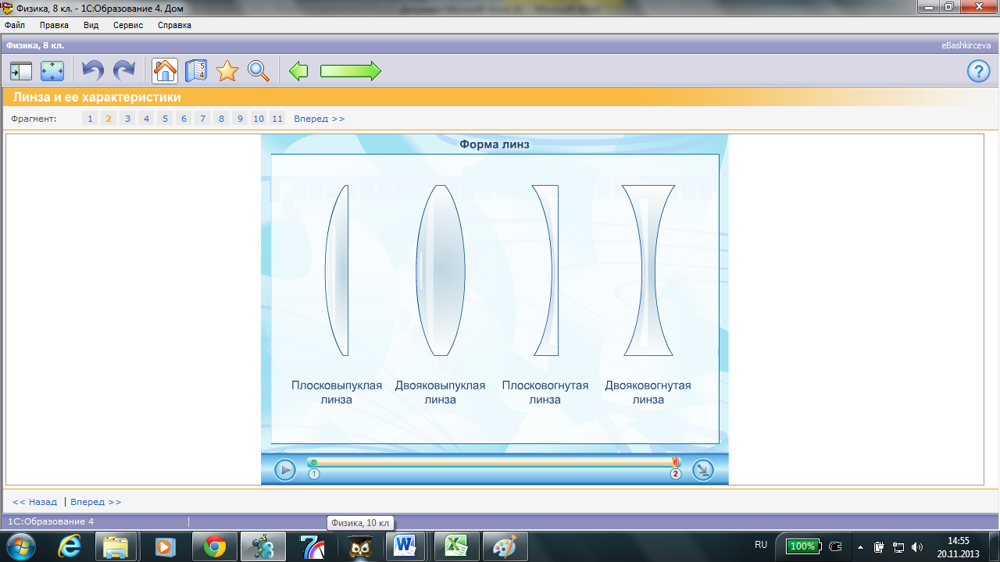 Физика, 8 кл. - 1С:Образование 4. Дом
Файл Правка Вид Сервис Справка
Физика, 8 кл. eBashkirceva
5
4
?
Линза и ее характеристики
Фрагмент: 1 2 3 4 5 6 7 8 9 10 11 Вперед >>
Форма линз
Плосковыпуклая линза
Двояковыпуклая линза
Плосковогнутая линза
Двояковогнутая линза
1 2
<< Назад | Вперед >>
1С:Образование 4
Физика, 10 кл
RU 100% 14:55
20.11.2013